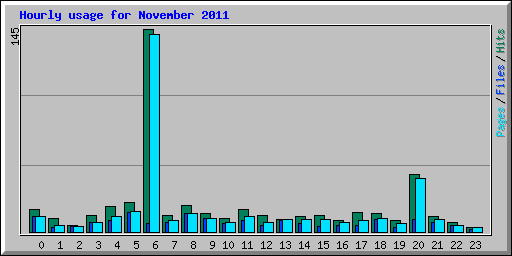 Hourly usage for November 2011
145
Pages/Files/Hits
0 1 2 3 4 5 6 7 8 9 10 11 12 13 14 15 16 17 18 19 20 21 22 23